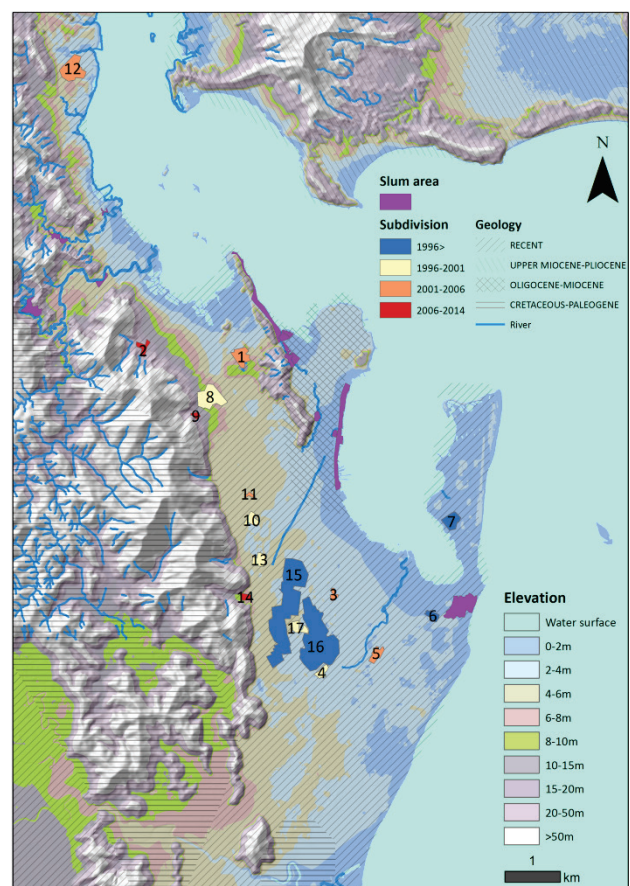 12
N
Slum area
Subdivision
1996>
1996-2001
2001-2006
2006-2014
Geology
RECENT
UPPER MIOCENE-PLIOCENE
OLIGOCENE-MIOCENE
CRETACEOUS-PALEOGENE
River
2
1
8
9
11
10
7
13
15
14
3
6
17
16
5
4
Elevation
Water surface
0-2m
2-4m
4-6m
6-8m
8-10m
10-15m
15-20m
20-50m
>50m
1
km